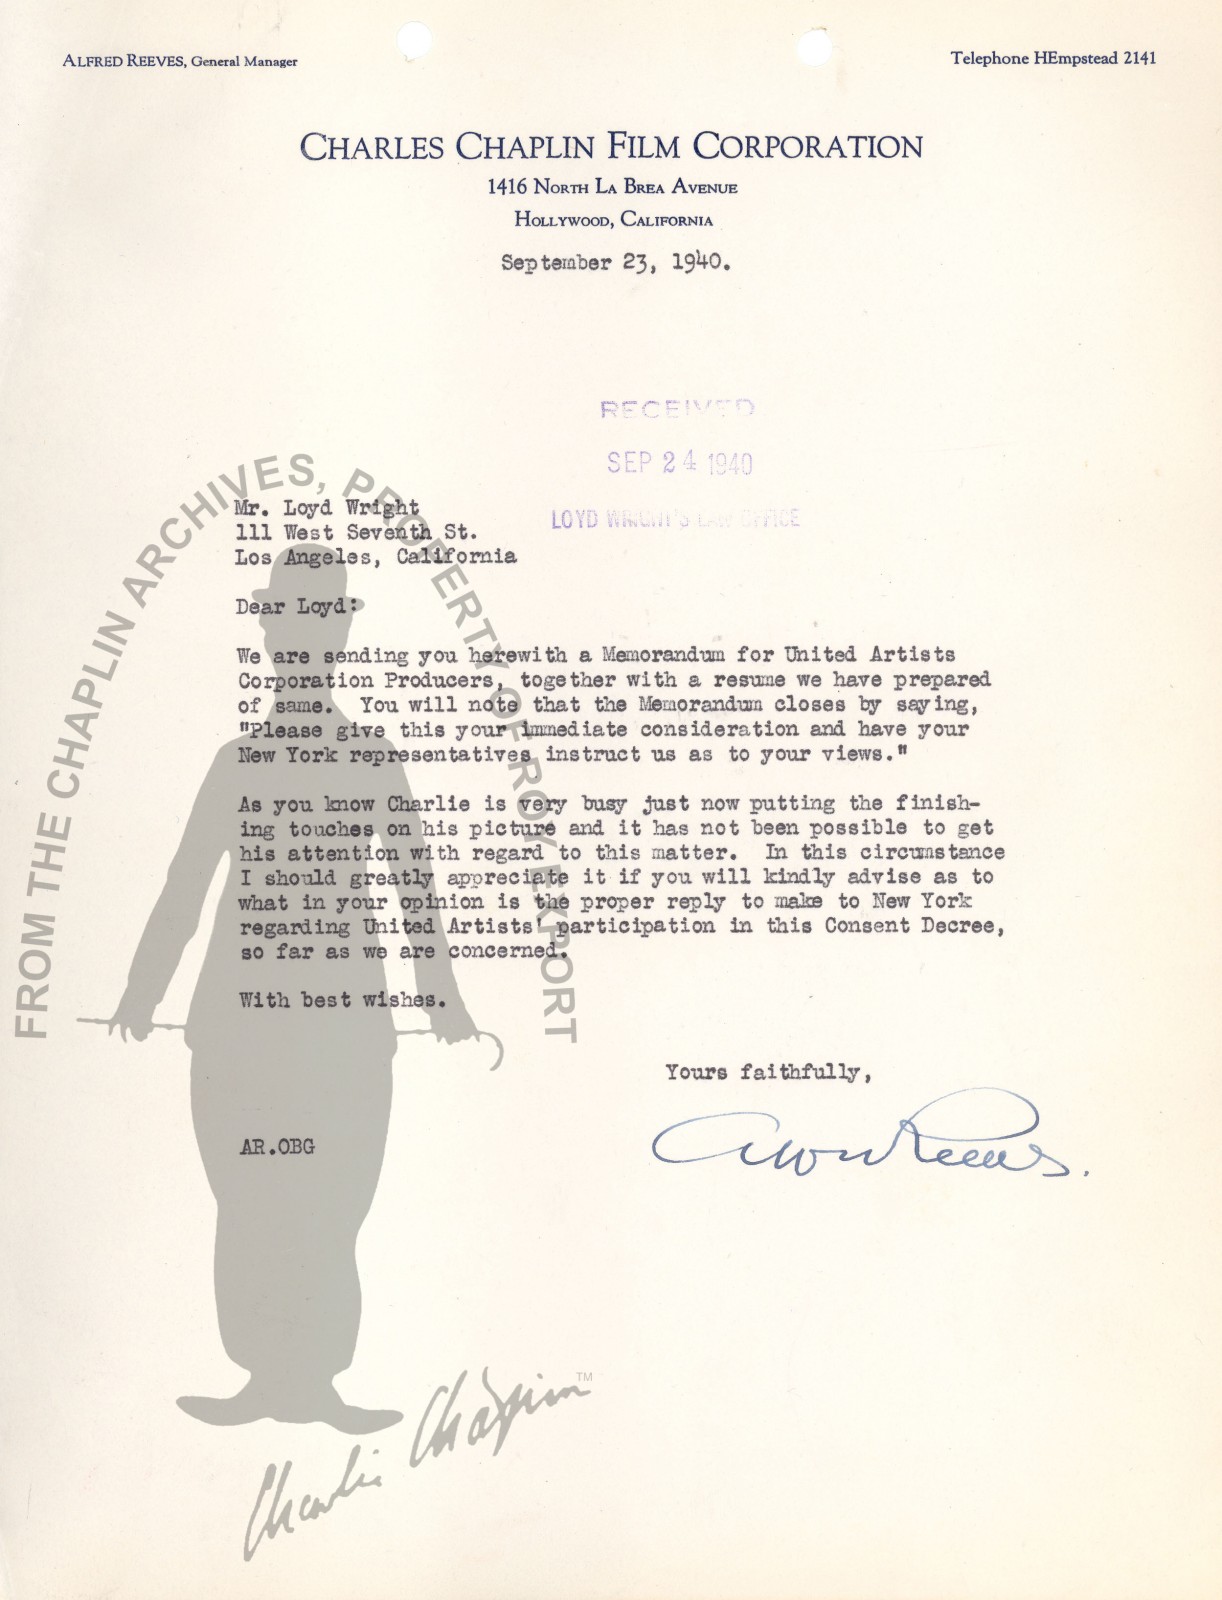 ALFRED REEVES, General Manager
Telephone HEmpstead 2141
CHARLES CHAPLIN FILM CORPORATION
1416 NORTH LA BREA AVENUE
HOLLYWOOD, CALIFORNIA
September 23, 1940.
RECEIVED
SEP 24 1940
LOYD WRIGHT'S LAW OFFICE
Mr. Loyd Wright
111 West Seventh St.
Los Angeles, California
Dear Loyd:
We are sending you herewith a Memorandum for United Artists
Corporation Producers, together with a resume we have prepared
of same. You will note that the Memorandum closes by saying,
"Please give this your immediate consideration and have your
New York representatives instruct us as to your views."
As you know Charlie is very busy just now putting the finish-
ing touches on his picture and it has not been possible to get
his attention with regard to this matter. In this circumstance
I should greatly appreciate it if you will kindly advise as to
what in your opinion is the proper reply to make to New York
regarding United Artists' participation in this Consent Decree,
so far as we are concerned.
With best wishes.
Yours faithfully,
Reeves.
AR.OBG
FROM THE CHAPLIN ARCHIVES, PROPERTY OF ROY EXPORT
Charlie Chaplin™